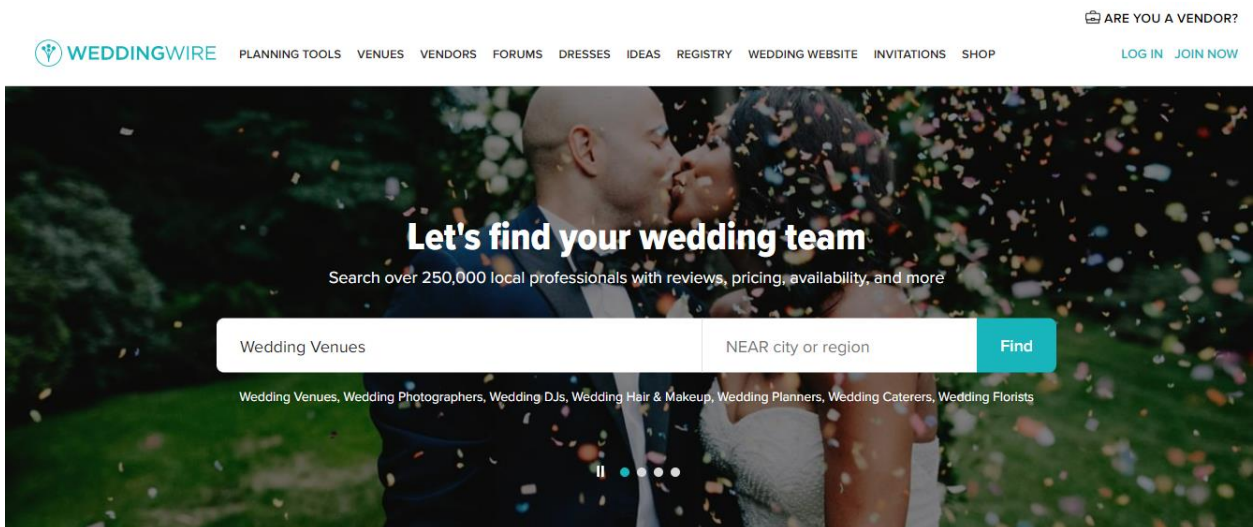 ARE YOU A VENDOR?
WEDDINGWIRE
PLANNING TOOLS VENUES VENDORS FORUMS DRESSES IDEAS REGISTRY WEDDING WEBSITE INVITATIONS SHOP
LOG IN JOIN NOW
Let's find your wedding team
Search over 250,000 local professionals with reviews, pricing, availability, and more
Wedding Venues
NEAR city or region
Find
Wedding Venues, Wedding Photographers, Wedding DJs, Wedding Hair & Makeup, Wedding Planners, Wedding Caterers, Wedding Florists